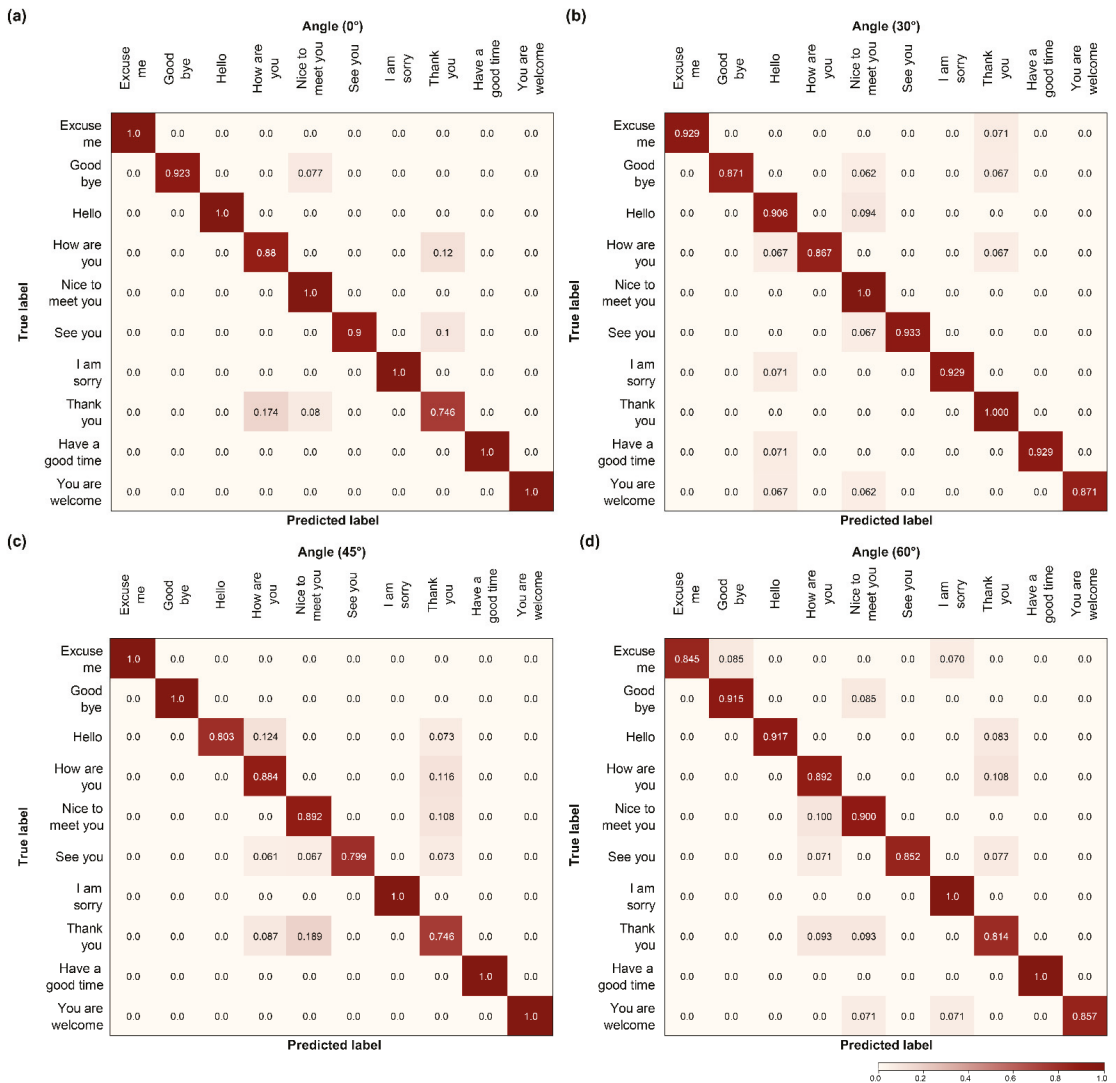 (a)
Angle (0°)
Excuse me Good bye Hello How are you Nice to meet you See you I am sorry Thank you Have a good time You are welcome
True label
Excuse me 1.0 0.0 0.0 0.0 0.0 0.0 0.0 0.0 0.0 0.0
Good bye 0.0 0.923 0.0 0.0 0.077 0.0 0.0 0.0 0.0 0.0
Hello 0.0 0.0 1.0 0.0 0.0 0.0 0.0 0.0 0.0 0.0
How are you 0.0 0.0 0.0 0.88 0.0 0.0 0.0 0.12 0.0 0.0
Nice to meet you 0.0 0.0 0.0 0.0 1.0 0.0 0.0 0.0 0.0 0.0
See you 0.0 0.0 0.0 0.0 0.0 0.9 0.0 0.1 0.0 0.0
I am sorry 0.0 0.0 0.0 0.0 0.0 0.0 1.0 0.0 0.0 0.0
Thank you 0.0 0.0 0.0 0.174 0.08 0.0 0.0 0.746 0.0 0.0
Have a good time 0.0 0.0 0.0 0.0 0.0 0.0 0.0 0.0 1.0 0.0
You are welcome 0.0 0.0 0.0 0.0 0.0 0.0 0.0 0.0 0.0 1.0
Predicted label
(b)
Angle (30°)
Excuse me Good bye Hello How are you Nice to meet you See you I am sorry Thank you Have a good time You are welcome
True label
Excuse me 0.929 0.0 0.0 0.0 0.0 0.0 0.0 0.071 0.0 0.0
Good bye 0.0 0.871 0.0 0.0 0.062 0.0 0.0 0.067 0.0 0.0
Hello 0.0 0.0 0.906 0.0 0.094 0.0 0.0 0.0 0.0 0.0
How are you 0.0 0.0 0.067 0.867 0.0 0.0 0.0 0.067 0.0 0.0
Nice to meet you 0.0 0.0 0.0 0.0 1.0 0.0 0.0 0.0 0.0 0.0
See you 0.0 0.0 0.0 0.0 0.067 0.933 0.0 0.0 0.0 0.0
I am sorry 0.0 0.0 0.071 0.0 0.0 0.0 0.929 0.0 0.0 0.0
Thank you 0.0 0.0 0.0 0.0 0.0 0.0 0.0 1.000 0.0 0.0
Have a good time 0.0 0.0 0.071 0.0 0.0 0.0 0.0 0.0 0.929 0.0
You are welcome 0.0 0.0 0.067 0.0 0.062 0.0 0.0 0.0 0.0 0.871
Predicted label
(c)
Angle (45°)
Excuse me Good bye Hello How are you Nice to meet you See you I am sorry Thank you Have a good time You are welcome
True label
Excuse me 1.0 0.0 0.0 0.0 0.0 0.0 0.0 0.0 0.0 0.0
Good bye 0.0 1.0 0.0 0.0 0.0 0.0 0.0 0.0 0.0 0.0
Hello 0.0 0.0 0.803 0.124 0.0 0.0 0.0 0.073 0.0 0.0
How are you 0.0 0.0 0.0 0.884 0.0 0.0 0.0 0.116 0.0 0.0
Nice to meet you 0.0 0.0 0.0 0.0 0.892 0.0 0.0 0.108 0.0 0.0
See you 0.0 0.0 0.0 0.061 0.067 0.799 0.0 0.073 0.0 0.0
I am sorry 0.0 0.0 0.0 0.0 0.0 0.0 1.0 0.0 0.0 0.0
Thank you 0.0 0.0 0.0 0.087 0.189 0.0 0.0 0.746 0.0 0.0
Have a good time 0.0 0.0 0.0 0.0 0.0 0.0 0.0 0.0 1.0 0.0
You are welcome 0.0 0.0 0.0 0.0 0.0 0.0 0.0 0.0 0.0 1.0
Predicted label
(d)
Angle (60°)
Excuse me Good bye Hello How are you Nice to meet you See you I am sorry Thank you Have a good time You are welcome
True label
Excuse me 0.845 0.085 0.0 0.0 0.0 0.0 0.070 0.0 0.0 0.0
Good bye 0.0 0.915 0.0 0.0 0.085 0.0 0.0 0.0 0.0 0.0
Hello 0.0 0.0 0.917 0.0 0.0 0.0 0.0 0.083 0.0 0.0
How are you 0.0 0.0 0.0 0.892 0.0 0.0 0.0 0.108 0.0 0.0
Nice to meet you 0.0 0.0 0.0 0.100 0.900 0.0 0.0 0.0 0.0 0.0
See you 0.0 0.0 0.0 0.071 0.0 0.852 0.0 0.077 0.0 0.0
I am sorry 0.0 0.0 0.0 0.0 0.0 0.0 1.0 0.0 0.0 0.0
Thank you 0.0 0.0 0.0 0.093 0.093 0.0 0.0 0.814 0.0 0.0
Have a good time 0.0 0.0 0.0 0.0 0.0 0.0 0.0 0.0 1.0 0.0
You are welcome 0.0 0.0 0.0 0.0 0.071 0.0 0.071 0.0 0.0 0.857
Predicted label
0.0 0.2 0.4 0.6 0.8 1.0